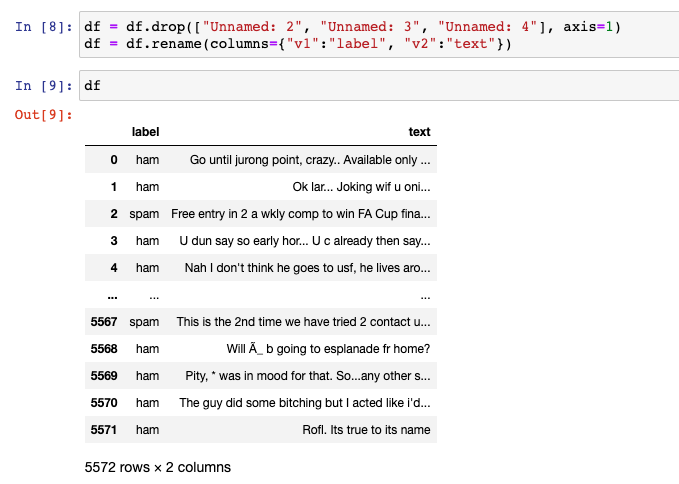 In [8]: df = df.drop(["Unnamed: 2", "Unnamed: 3", "Unnamed: 4"], axis=1)
df = df.rename(columns={"v1":"label", "v2":"text"})
In [9]: df
Out[9]:
label text
0 ham Go until jurong point, crazy.. Available only ...
1 ham Ok lar... Joking wif u oni...
2 spam Free entry in 2 a wkly comp to win FA Cup fina...
3 ham U dun say so early hor... U c already then say...
4 ham Nah I don't think he goes to usf, he lives aro...
... ... ...
5567 spam This is the 2nd time we have tried 2 contact u...
5568 ham Will Ã_ b going to esplanade fr home?
5569 ham Pity, * was in mood for that. So...any other s...
5570 ham The guy did some bitching but I acted like i'd...
5571 ham Rofl. Its true to its name
5572 rows × 2 columns